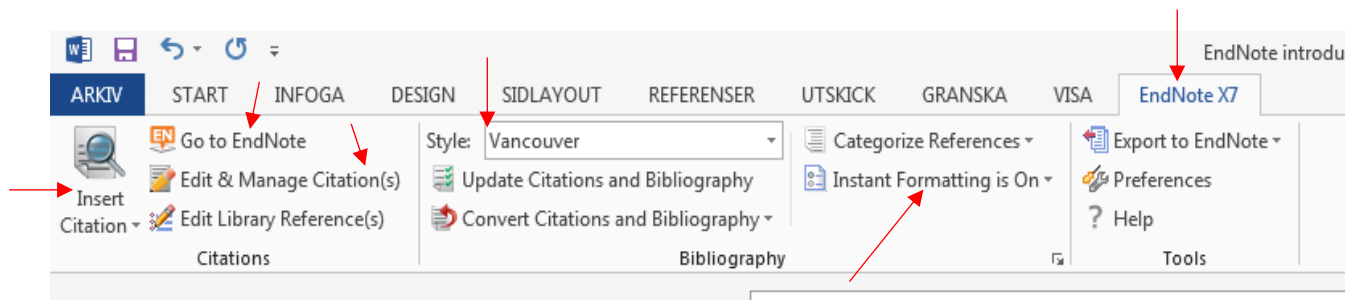 EndNote introdu
ARKIV START INFOGA DESIGN SIDLAYOUT REFERENSER UTSKICK GRANSKA VISA EndNote X7
Go to EndNote Style: Vancouver Categorize References Export to EndNote
Edit & Manage Citation(s) Update Citations and Bibliography Instant Formatting is On Preferences
Insert
Citation Edit Library Reference(s) Convert Citations and Bibliography ? Help
Citations Bibliography Tools